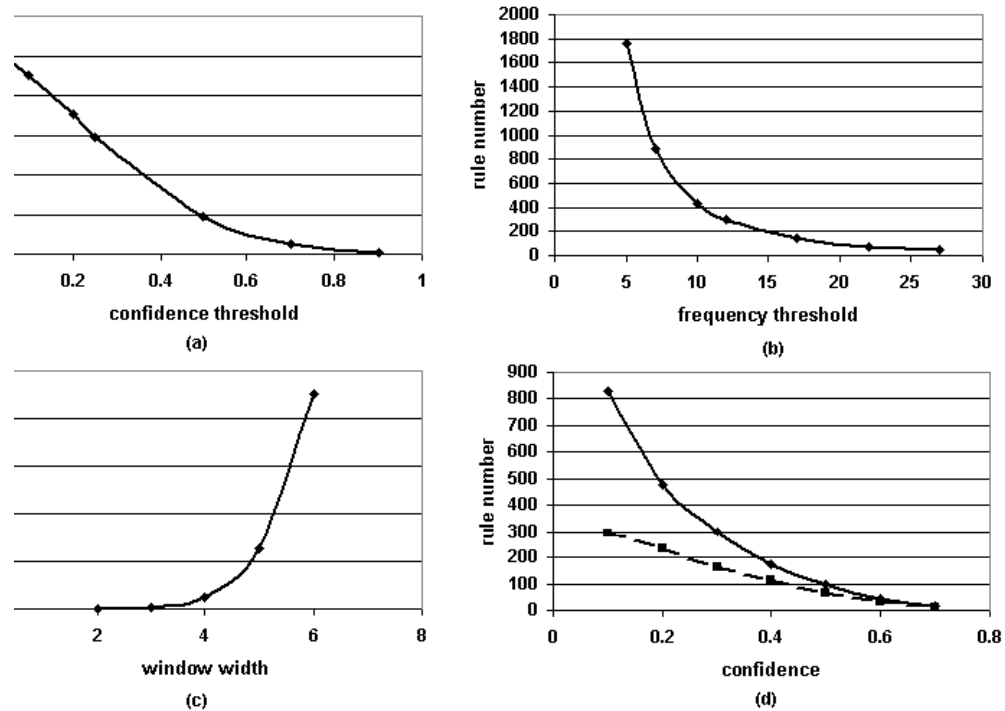 0.2 0.4 0.6 0.8 1
confidence threshold
(a)
rule number
2000
1800
1600
1400
1200
1000
800
600
400
200
0
0 5 10 15 20 25 30
frequency threshold
(b)
2 4 6 8
window width
(c)
rule number
900
800
700
600
500
400
300
200
100
0
0 0.2 0.4 0.6 0.8
confidence
(d)